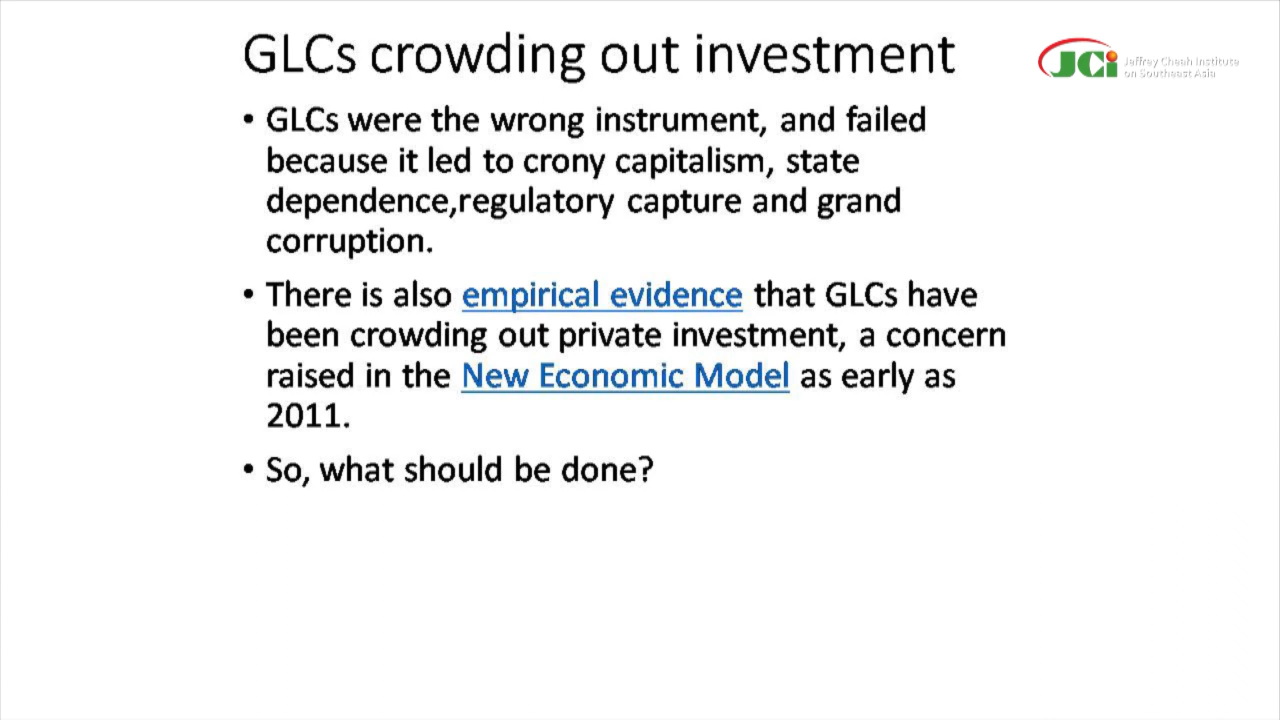 GLCs crowding out investment
JCi Jeffrey Cheah Institute
on Southeast Asia
• GLCs were the wrong instrument, and failed
because it led to crony capitalism, state
dependence,regulatory capture and grand
corruption.
• There is also empirical evidence that GLCs have
been crowding out private investment, a concern
raised in the New Economic Model as early as
2011.
• So, what should be done?